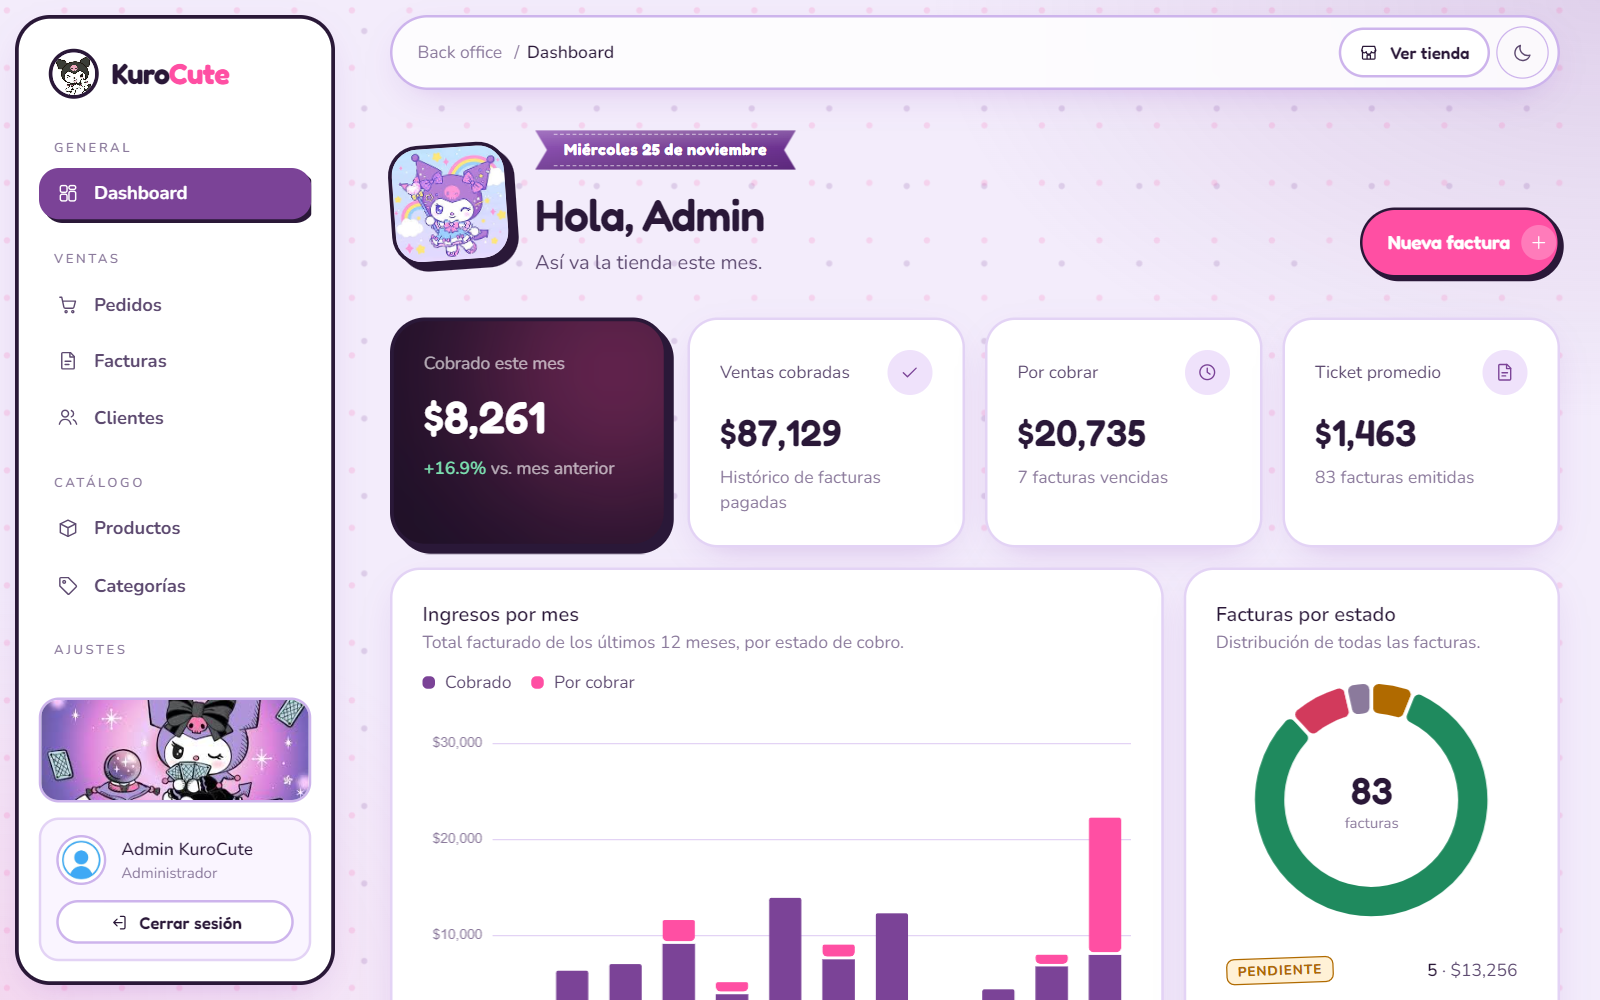 KuroCute
GENERAL
Dashboard
VENTAS
Pedidos
Facturas
Clientes
CATÁLOGO
Productos
Categorías
AJUSTES
Admin KuroCute
Administrador
Cerrar sesión
Back office / Dashboard
Ver tienda
Miércoles 25 de noviembre
Hola, Admin
Así va la tienda este mes.
Nueva factura
Cobrado este mes
$8,261
+16.9% vs. mes anterior
Ventas cobradas
$87,129
Histórico de facturas
pagadas
Por cobrar
$20,735
7 facturas vencidas
Ticket promedio
$1,463
83 facturas emitidas
Ingresos por mes
Total facturado de los últimos 12 meses, por estado de cobro.
Cobrado
Por cobrar
$30,000
$20,000
$10,000
Facturas por estado
Distribución de todas las facturas.
83
facturas
PENDIENTE
5 · $13,256